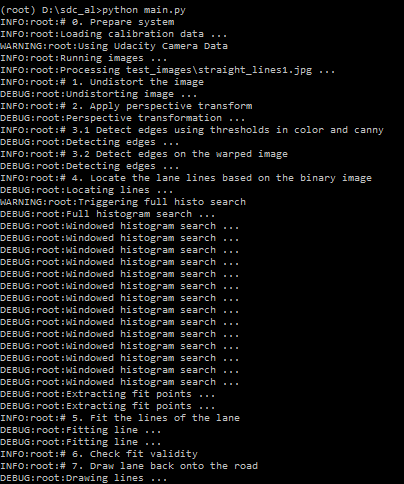 (root) D:\sdc_al>python main.py
INFO:root:# 0. Prepare system
INFO:root:Loading calibration data ...
WARNING:root:Using Udacity Camera Data
INFO:root:Running images ...
INFO:root:Processing test_images\straight_lines1.jpg ...
INFO:root:# 1. Undistort the image
DEBUG:root:Undistorting image ...
INFO:root:# 2. Apply perspective transform
DEBUG:root:Perspective transformation ...
INFO:root:# 3.1 Detect edges using thresholds in color and canny
DEBUG:root:Detecting edges ...
INFO:root:# 3.2 Detect edges on the warped image
DEBUG:root:Detecting edges ...
INFO:root:# 4. Locate the lane lines based on the binary image
DEBUG:root:Locating lines ...
WARNING:root:Triggering full histo search
DEBUG:root:Full histogram search ...
DEBUG:root:Windowed histogram search ...
DEBUG:root:Windowed histogram search ...
DEBUG:root:Windowed histogram search ...
DEBUG:root:Windowed histogram search ...
DEBUG:root:Windowed histogram search ...
DEBUG:root:Windowed histogram search ...
DEBUG:root:Windowed histogram search ...
DEBUG:root:Windowed histogram search ...
DEBUG:root:Windowed histogram search ...
DEBUG:root:Windowed histogram search ...
DEBUG:root:Windowed histogram search ...
DEBUG:root:Windowed histogram search ...
DEBUG:root:Windowed histogram search ...
DEBUG:root:Windowed histogram search ...
DEBUG:root:Extracting fit points ...
DEBUG:root:Extracting fit points ...
INFO:root:# 5. Fit the lines of the lane
DEBUG:root:Fitting line ...
DEBUG:root:Fitting line ...
INFO:root:# 6. Check fit validity
INFO:root:# 7. Draw lane back onto the road
DEBUG:root:Drawing lines ...